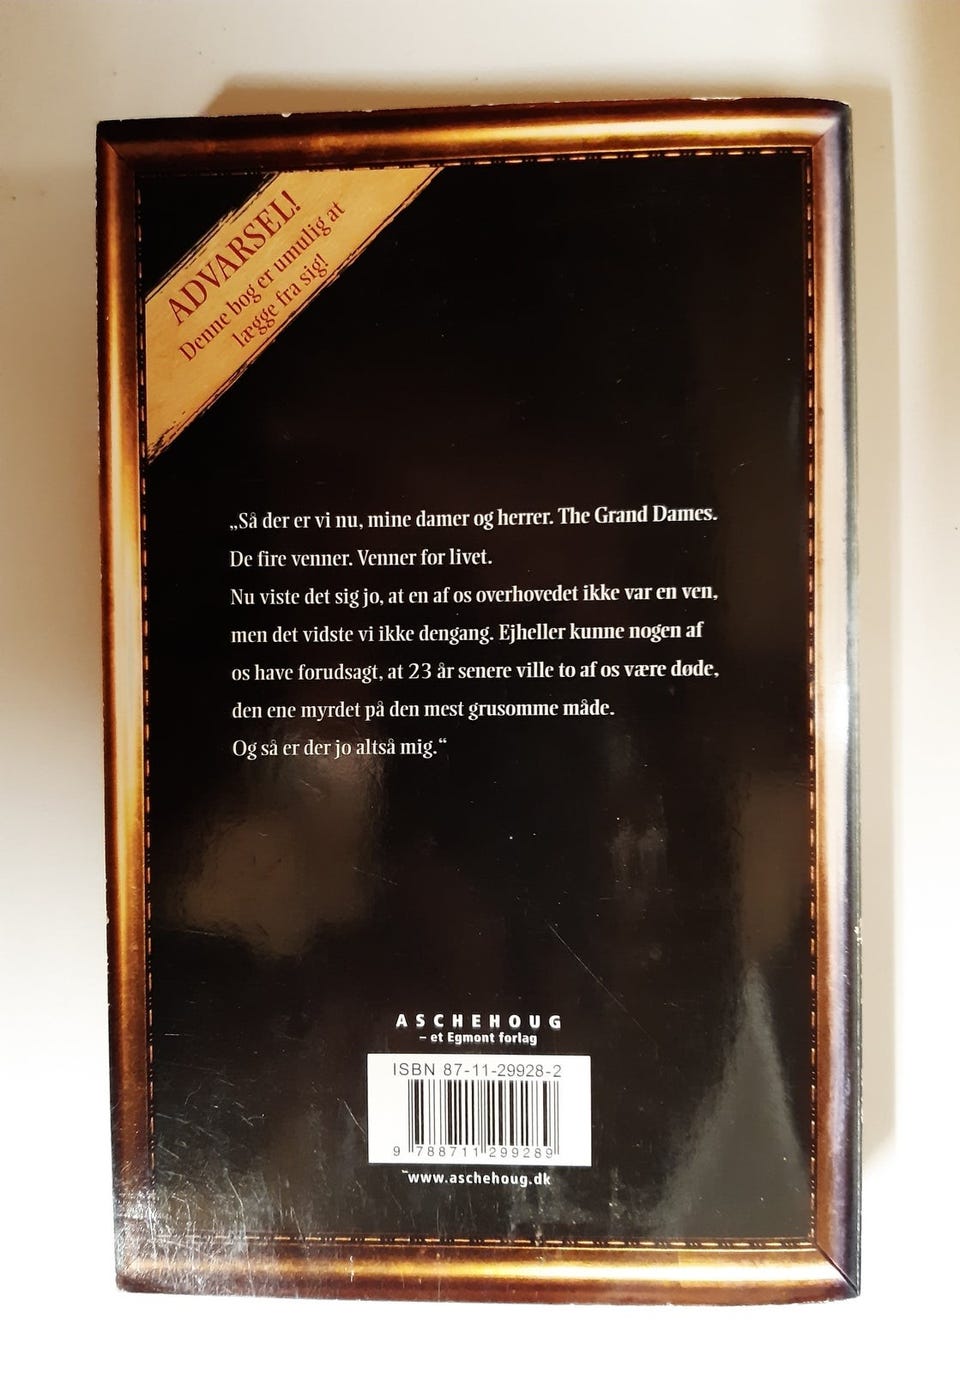 ADVARSEL!
Denne bog er umulig at
lægge fra sig!
„Så der er vi nu, mine damer og herrer. The Grand Dames.
De fire venner. Venner for livet.
Nu viste det sig jo, at en af os overhovedet ikke var en ven,
men det vidste vi ikke dengang. Ejheller kunne nogen af
os have forudsagt, at 23 år senere ville to af os være døde,
den ene myrdet på den mest grusomme måde.
Og så er der jo altså mig.“
ASCHEHOUG
– et Egmont forlag
ISBN 87-11-29928-2
9 788711 299289
www.aschehoug.dk